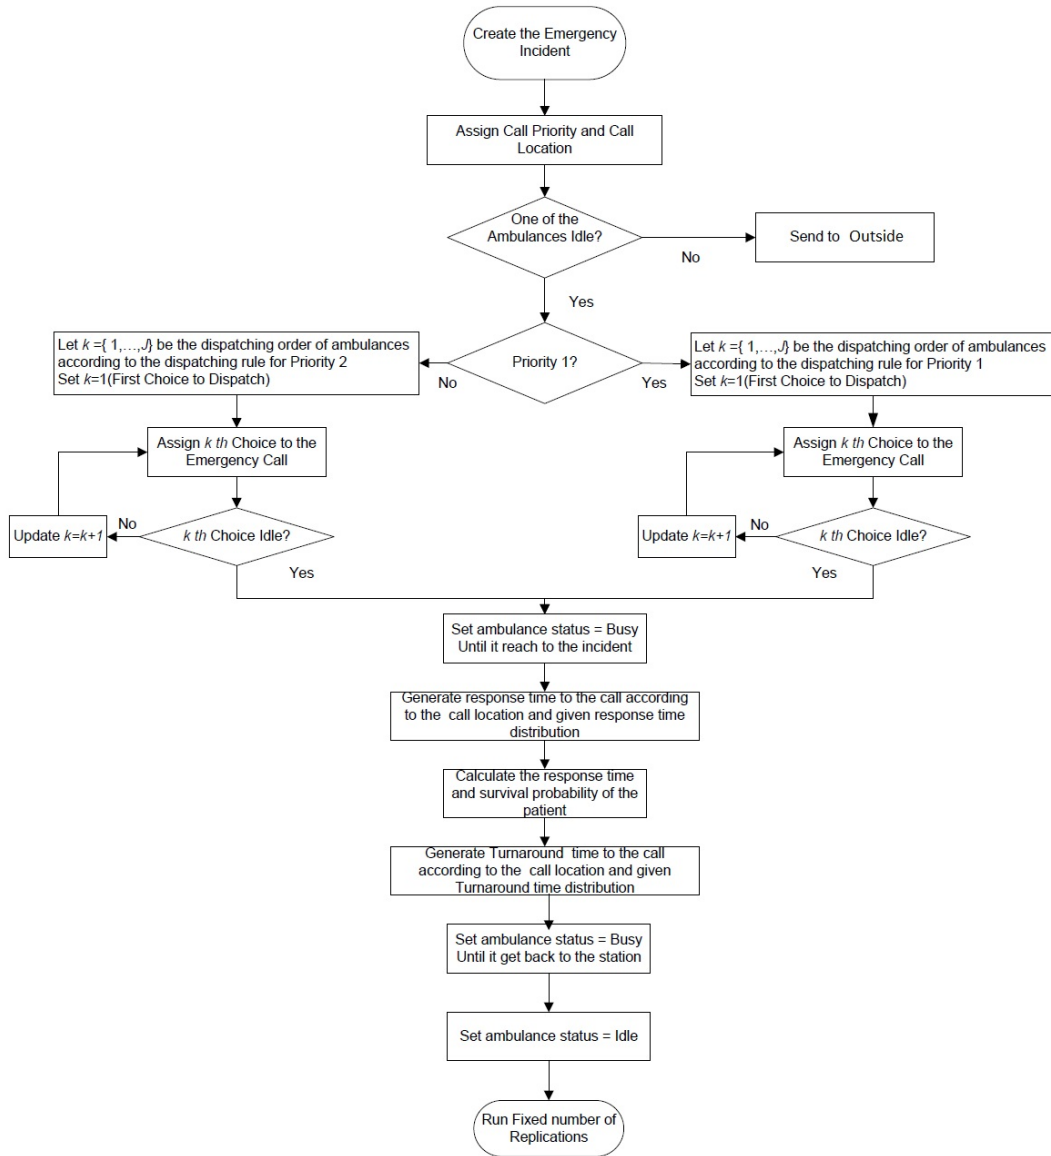 Create the Emergency
Incident
Assign Call Priority and Call
Location
One of the
Ambulances Idle?
No
Send to Outside
Yes
Let k ={ 1,...,J} be the dispatching order of ambulances
according to the dispatching rule for Priority 2
Set k=1(First Choice to Dispatch)
No
Priority 1?
Yes
Let k ={ 1,...,J} be the dispatching order of ambulances
according to the dispatching rule for Priority 1
Set k=1(First Choice to Dispatch)
Assign k th Choice to the
Emergency Call
Update k=k+1
No
k th Choice Idle?
Yes
Assign k th Choice to the
Emergency Call
Update k=k+1
No
k th Choice Idle?
Yes
Set ambulance status = Busy
Until it reach to the incident
Generate response time to the call according
to the call location and given response time
distribution
Calculate the response time
and survival probability of the
patient
Generate Turnaround time to the call
according to the call location and given
Turnaround time distribution
Set ambulance status = Busy
Until it get back to the station
Set ambulance status = Idle
Run Fixed number of
Replications